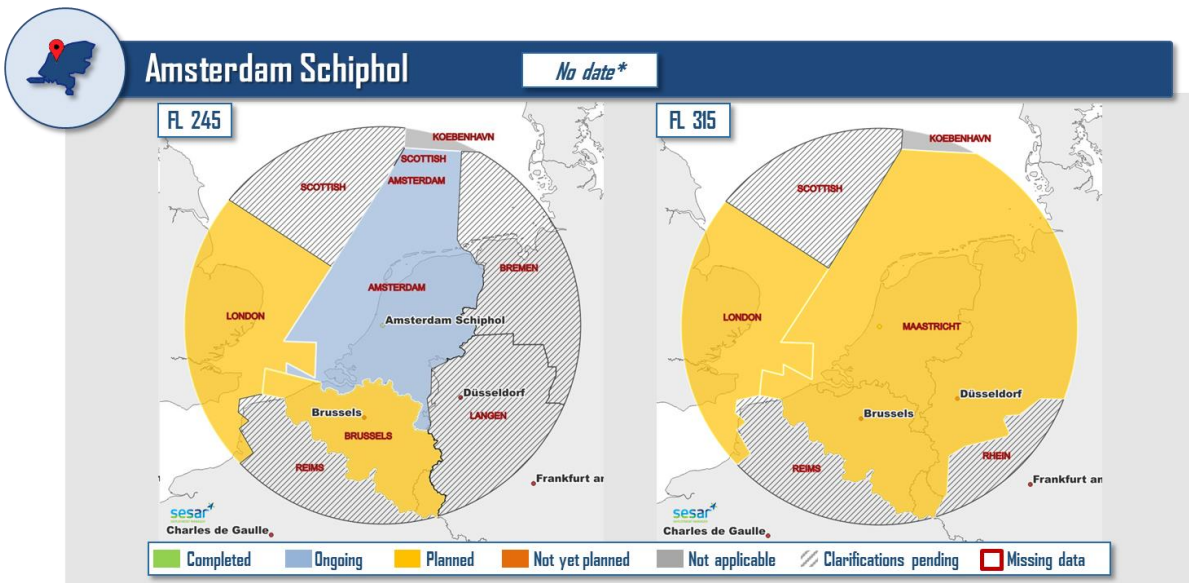 Amsterdam Schiphol
No date*
FL 245
KOEBENHAVN
SCOTTISH
AMSTERDAM
SCOTTISH
BREMEN
AMSTERDAM
LONDON
Amsterdam Schiphol
Düsseldorf
Brussels
LANGEN
BRUSSELS
REIMS
Frankfurt ar
sesar
Charles de Gaulle
FL 315
KOEBENHAVN
SCOTTISH
LONDON
MAASTRICHT
Düsseldorf
Brussels
RHEIN
REIMS
Frankfurt an
sesar
Charles de Gaulle
Completed Ongoing Planned Not yet planned Not applicable Clarifications pending Missing data